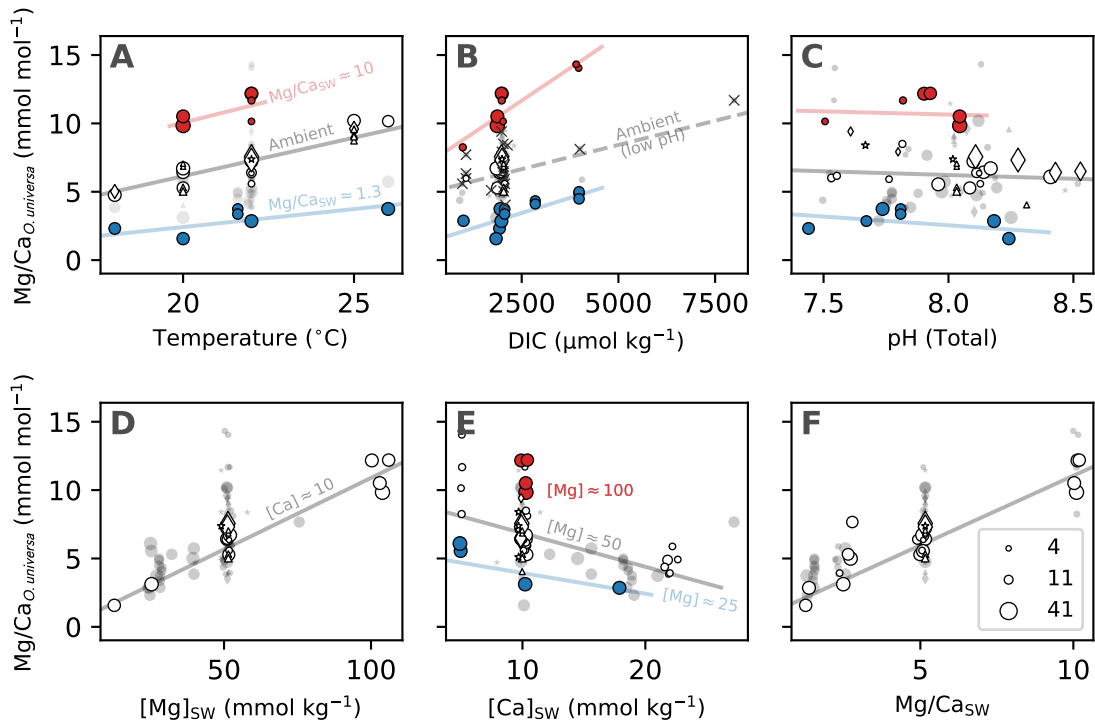 A
B
C
Mg/Ca_O. universa (mmol mol⁻¹)
15
10
5
0
Mg/Ca_SW ≈ 10
Ambient
Mg/Ca_SW ≈ 1.3
Ambient
(low pH)
20
25
2500
5000
7500
7.5
8.0
8.5
Temperature (°C)
DIC (μmol kg⁻¹)
pH (Total)
D
E
F
Mg/Ca_O. universa (mmol mol⁻¹)
15
10
5
0
[Ca] ≈ 10
[Mg] ≈ 100
[Mg] ≈ 50
[Mg] ≈ 25
4
11
41
50
100
10
20
5
10
[Mg]_SW (mmol kg⁻¹)
[Ca]_SW (mmol kg⁻¹)
Mg/Ca_SW